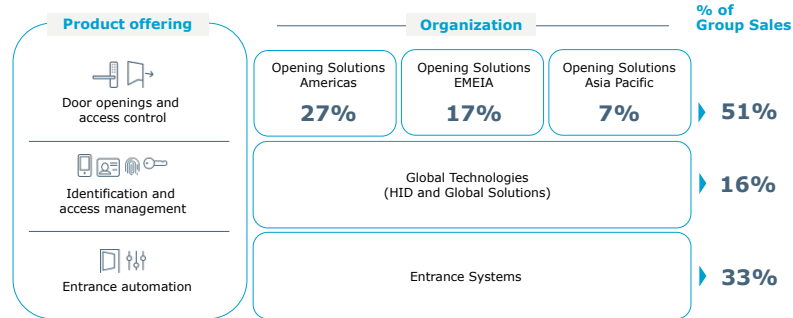 Product offering
Organization
% of
Group Sales
Door openings and
access control
Opening Solutions
Americas
27%
Opening Solutions
EMEIA
17%
Opening Solutions
Asia Pacific
7%
51%
Identification and
access management
Global Technologies
(HID and Global Solutions)
16%
Entrance automation
Entrance Systems
33%